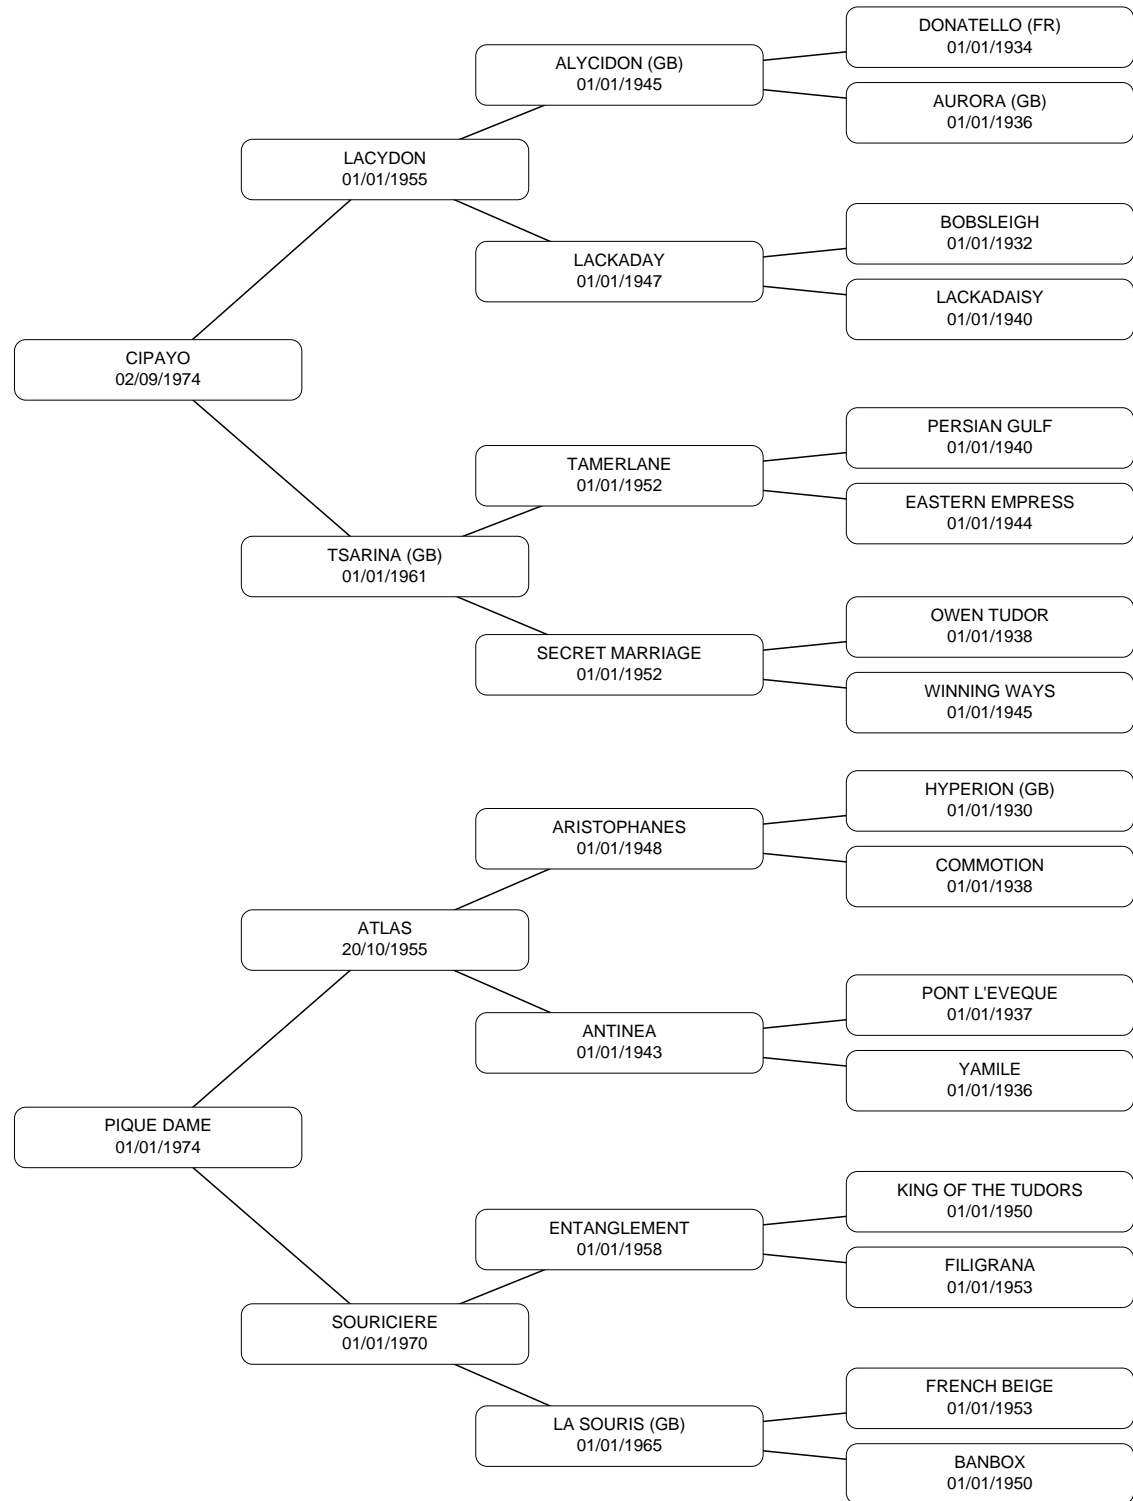 DONATELLO (FR)
01/01/1934
ALYCIDON (GB)
01/01/1945
AURORA (GB)
01/01/1936
LACYDON
01/01/1955
BOBSLEIGH
01/01/1932
LACKADAY
01/01/1947
LACKADAISY
01/01/1940
CIPAYO
02/09/1974
PERSIAN GULF
01/01/1940
TAMERLANE
01/01/1952
EASTERN EMPRESS
01/01/1944
TSARINA (GB)
01/01/1961
OWEN TUDOR
01/01/1938
SECRET MARRIAGE
01/01/1952
WINNING WAYS
01/01/1945
HYPERION (GB)
01/01/1930
ARISTOPHANES
01/01/1948
COMMOTION
01/01/1938
ATLAS
20/10/1955
PONT L'EVEQUE
01/01/1937
ANTINEA
01/01/1943
YAMILE
01/01/1936
PIQUE DAME
01/01/1974
KING OF THE TUDORS
01/01/1950
ENTANGLEMENT
01/01/1958
FILIGRANA
01/01/1953
SOURICIERE
01/01/1970
FRENCH BEIGE
01/01/1953
LA SOURIS (GB)
01/01/1965
BANBOX
01/01/1950